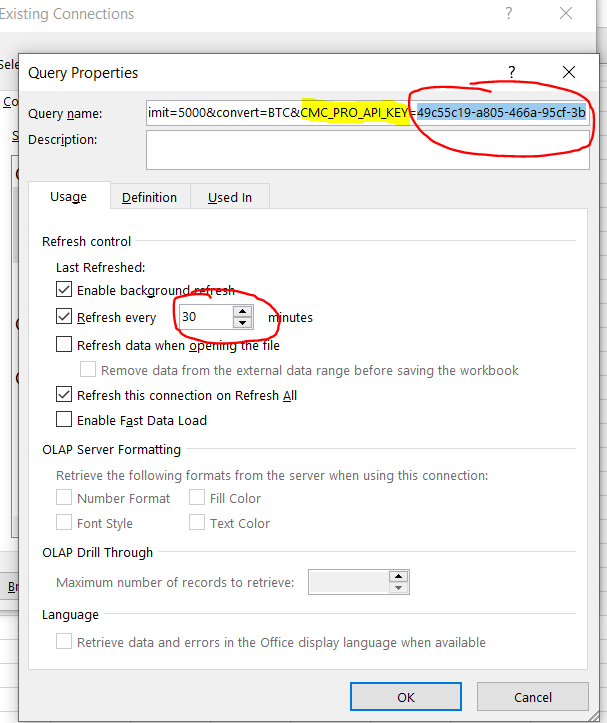 Existing Connections
Query Properties
Query name: imit=5000&convert=BTC&CMC_PRO_API_KEY=49c55c19-a805-466a-95cf-3b
Description:
Usage Definition Used In
Refresh control
Last Refreshed:
Enable background refresh
Refresh every 30 minutes
Refresh data when opening the file
Remove data from the external data range before saving the workbook
Refresh this connection on Refresh All
Enable Fast Data Load
OLAP Server Formatting
Retrieve the following formats from the server when using this connection:
Number Format Fill Color
Font Style Text Color
OLAP Drill Through
Maximum number of records to retrieve:
Language
Retrieve data and errors in the Office display language when available
OK Cancel